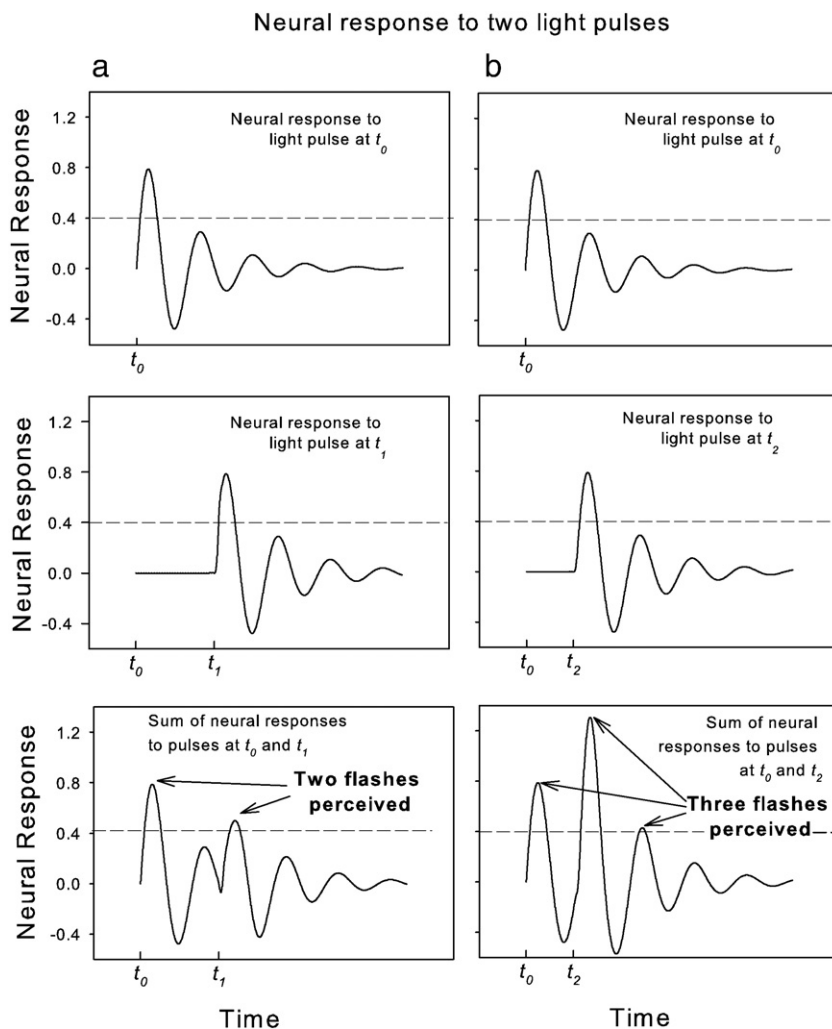 Neural response to two light pulses
a
b
Neural Response
1.2
0.8
0.4
0.0
-0.4
Neural response to
light pulse at t0
t0
Neural response to
light pulse at t0
t0
Neural Response
1.2
0.8
0.4
0.0
-0.4
Neural response to
light pulse at t1
t0
t1
Neural response to
light pulse at t2
t0
t2
Neural Response
1.2
0.8
0.4
0.0
-0.4
Sum of neural responses
to pulses at t0 and t1
Two flashes
perceived
t0
t1
Time
Sum of neural
responses to pulses
at t0 and t2
Three flashes
perceived
t0
t2
Time